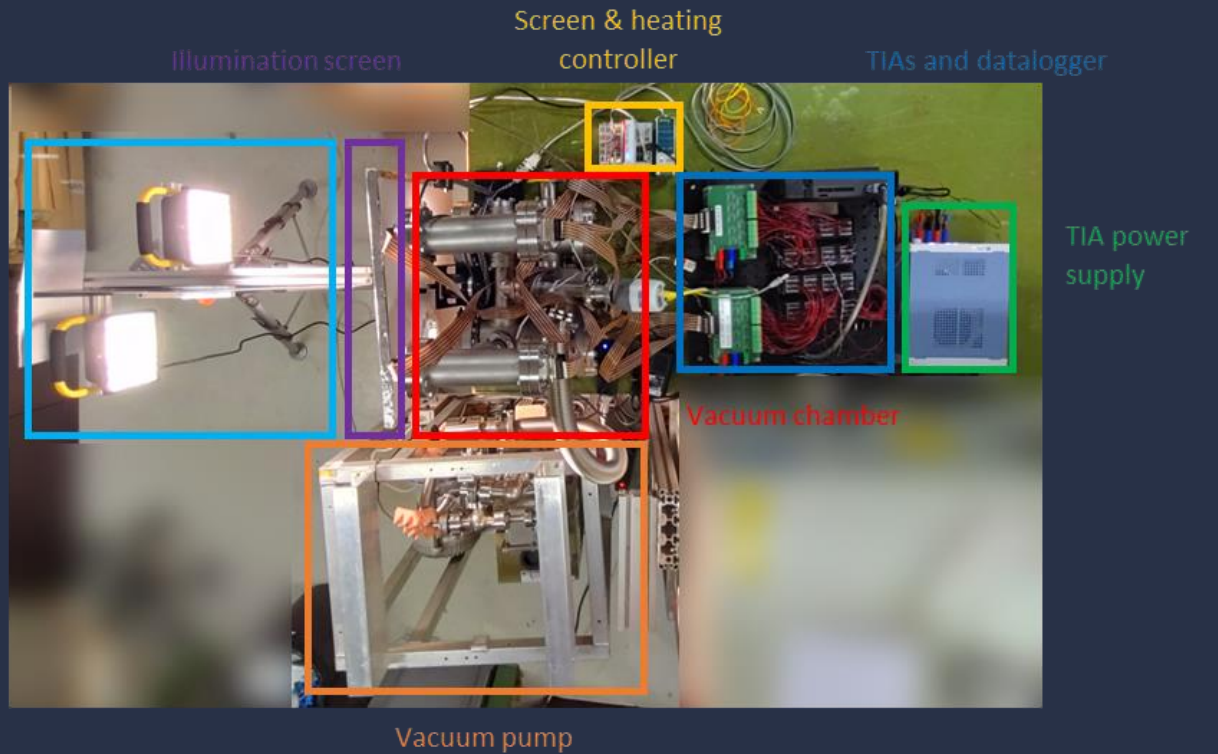 Screen & heating
controller
Illumination screen
TIAs and datalogger
TIA power
supply
Vacuum chamber
Vacuum pump